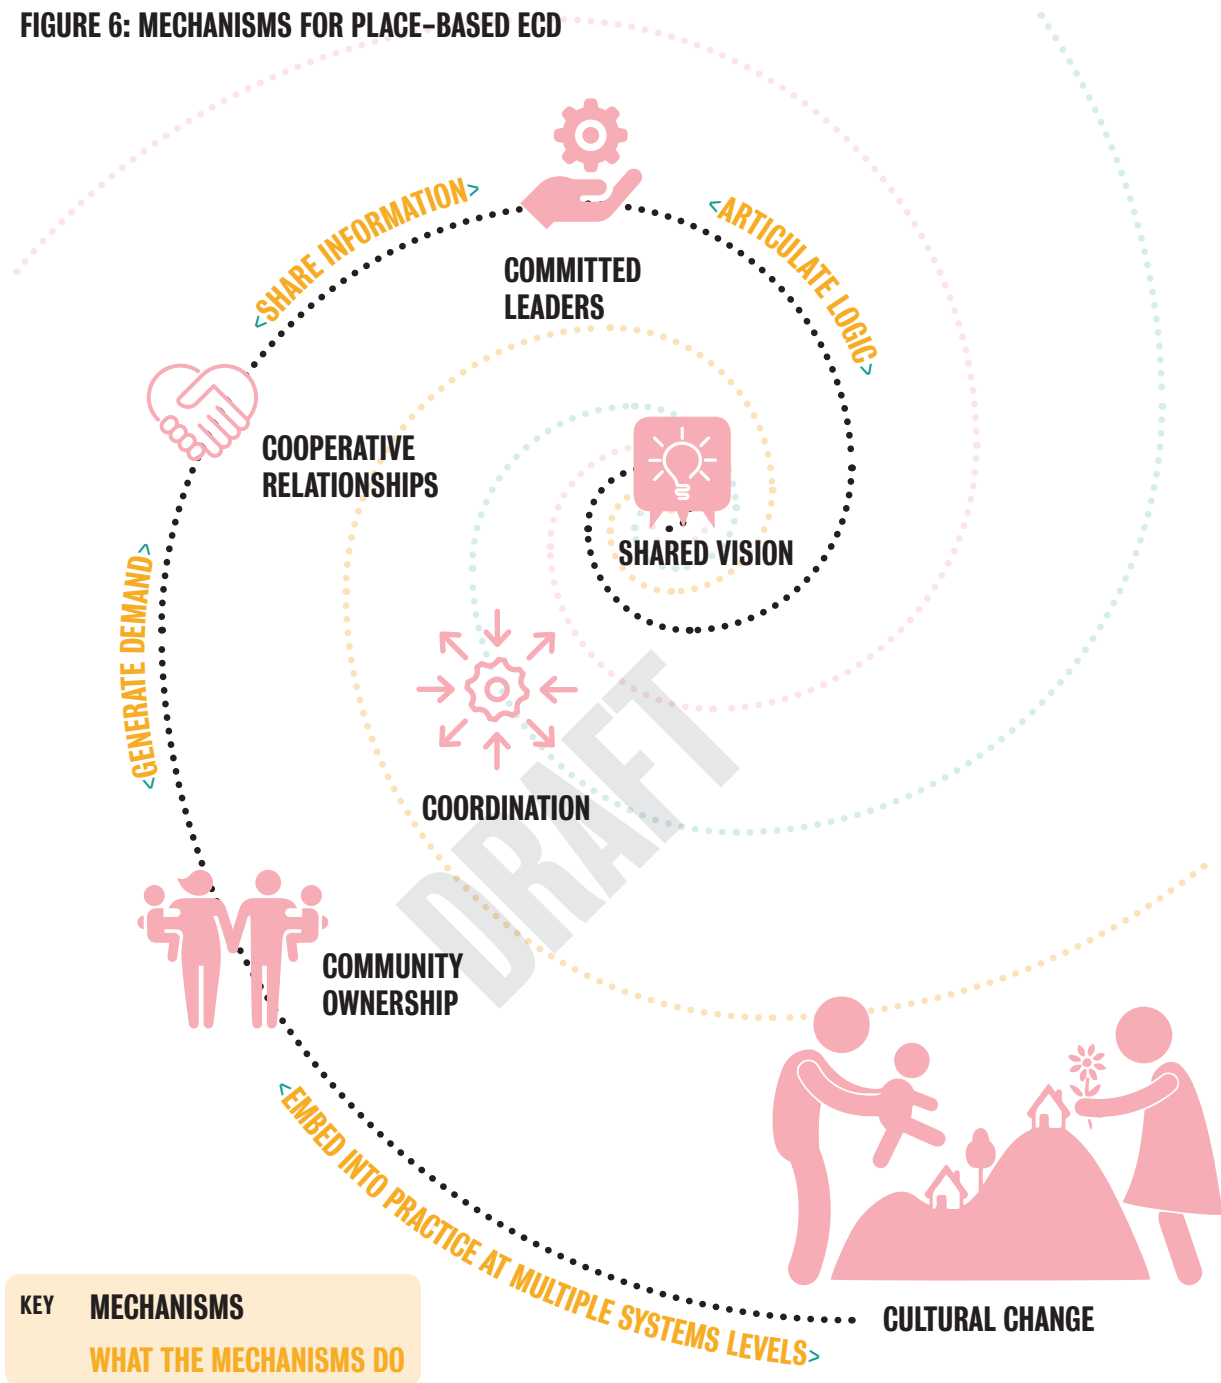 FIGURE 6: MECHANISMS FOR PLACE-BASED ECD
<SHARE INFORMATION>
<ARTICULATE LOGIC>
COMMITTED
LEADERS
COOPERATIVE
RELATIONSHIPS
SHARED VISION
<GENERATE DEMAND>
COORDINATION
DRAFT
COMMUNITY
OWNERSHIP
<EMBED INTO PRACTICE AT MULTIPLE SYSTEMS LEVELS>
CULTURAL CHANGE
KEY MECHANISMS
WHAT THE MECHANISMS DO